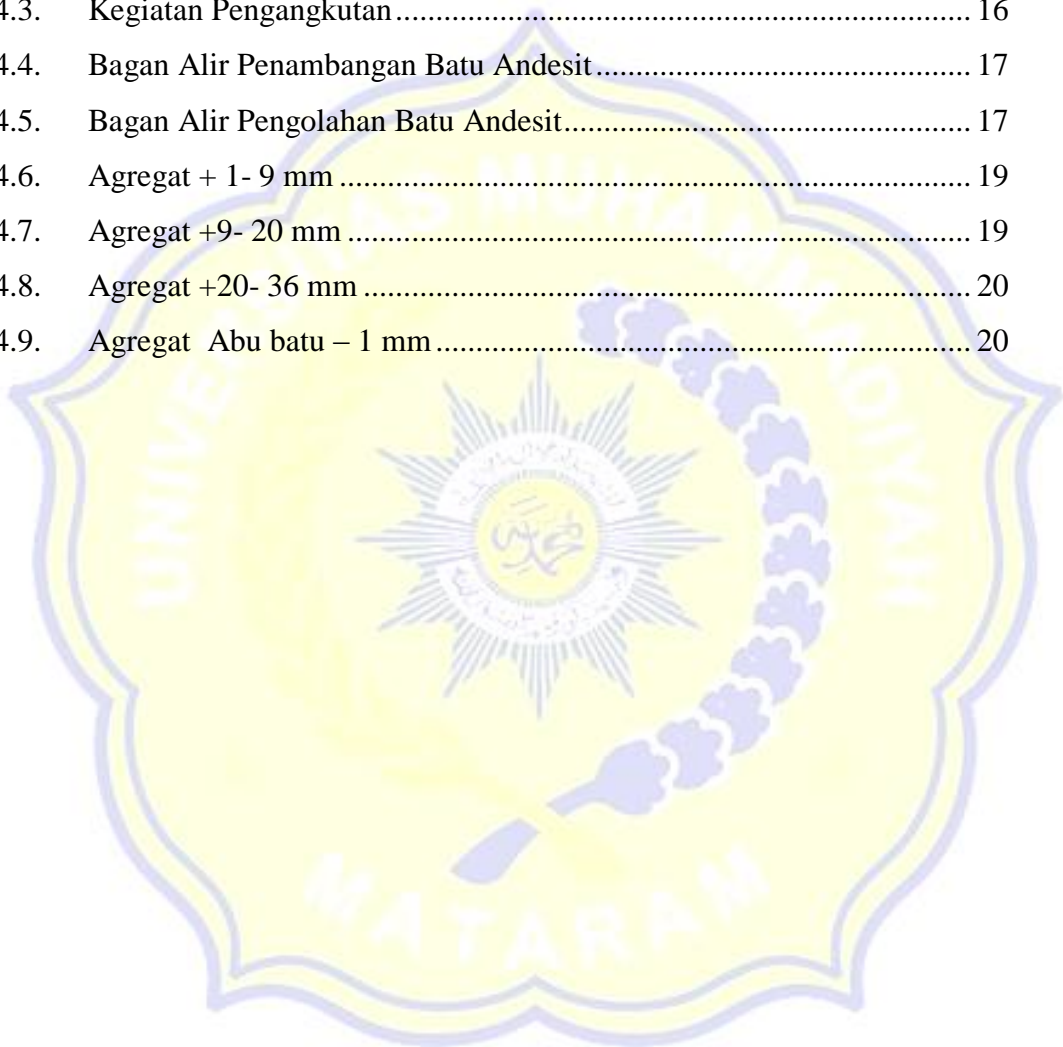 4.3. Kegiatan Pengangkutan ........................................................................ 16
4.4. Bagan Alir Penambangan Batu Andesit ............................................... 17
4.5. Bagan Alir Pengolahan Batu Andesit................................................... 17
4.6. Agregat + 1- 9 mm ............................................................................... 19
4.7. Agregat +9- 20 mm .............................................................................. 19
4.8. Agregat +20- 36 mm ............................................................................ 20
4.9. Agregat Abu batu – 1 mm ................................................................... 20
UNIVERSITAS MUHAMMADIYAH
MATARAM